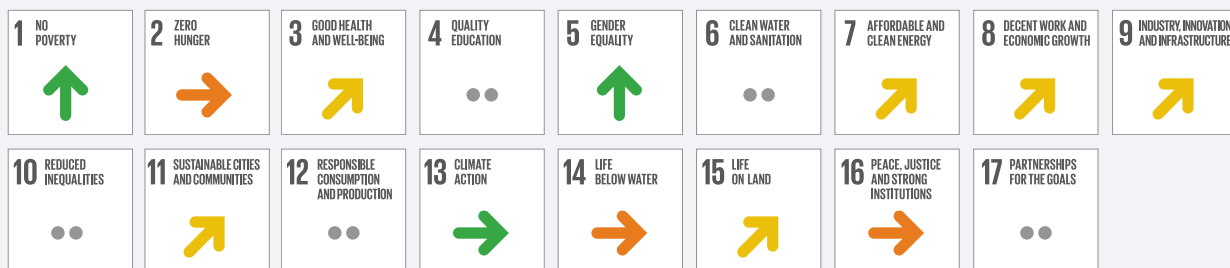 1 NO
POVERTY
2 ZERO
HUNGER
3 GOOD HEALTH
AND WELL-BEING
4 QUALITY
EDUCATION
5 GENDER
EQUALITY
6 CLEAN WATER
AND SANITATION
7 AFFORDABLE AND
CLEAN ENERGY
8 DECENT WORK AND
ECONOMIC GROWTH
9 INDUSTRY, INNOVATION
AND INFRASTRUCTURE
10 REDUCED
INEQUALITIES
11 SUSTAINABLE CITIES
AND COMMUNITIES
12 RESPONSIBLE
CONSUMPTION
AND PRODUCTION
13 CLIMATE
ACTION
14 LIFE
BELOW WATER
15 LIFE
ON LAND
16 PEACE, JUSTICE
AND STRONG
INSTITUTIONS
17 PARTNERSHIPS
FOR THE GOALS